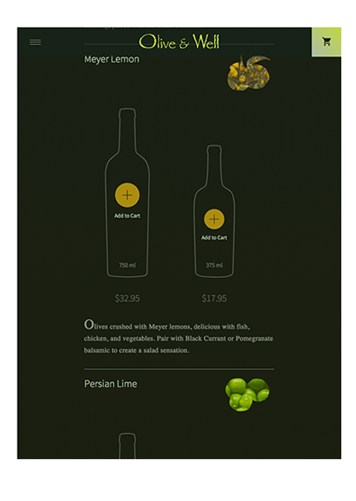 Olive & Well
Meyer Lemon
Add to Cart
Add to Cart
750 ml
375 ml
$32.95
$17.95
Olives crushed with Meyer lemons, delicious with fish,
chicken, and vegetables. Pair with Black Currant or Pomegranate
balsamic to create a salad sensation.
Persian Lime